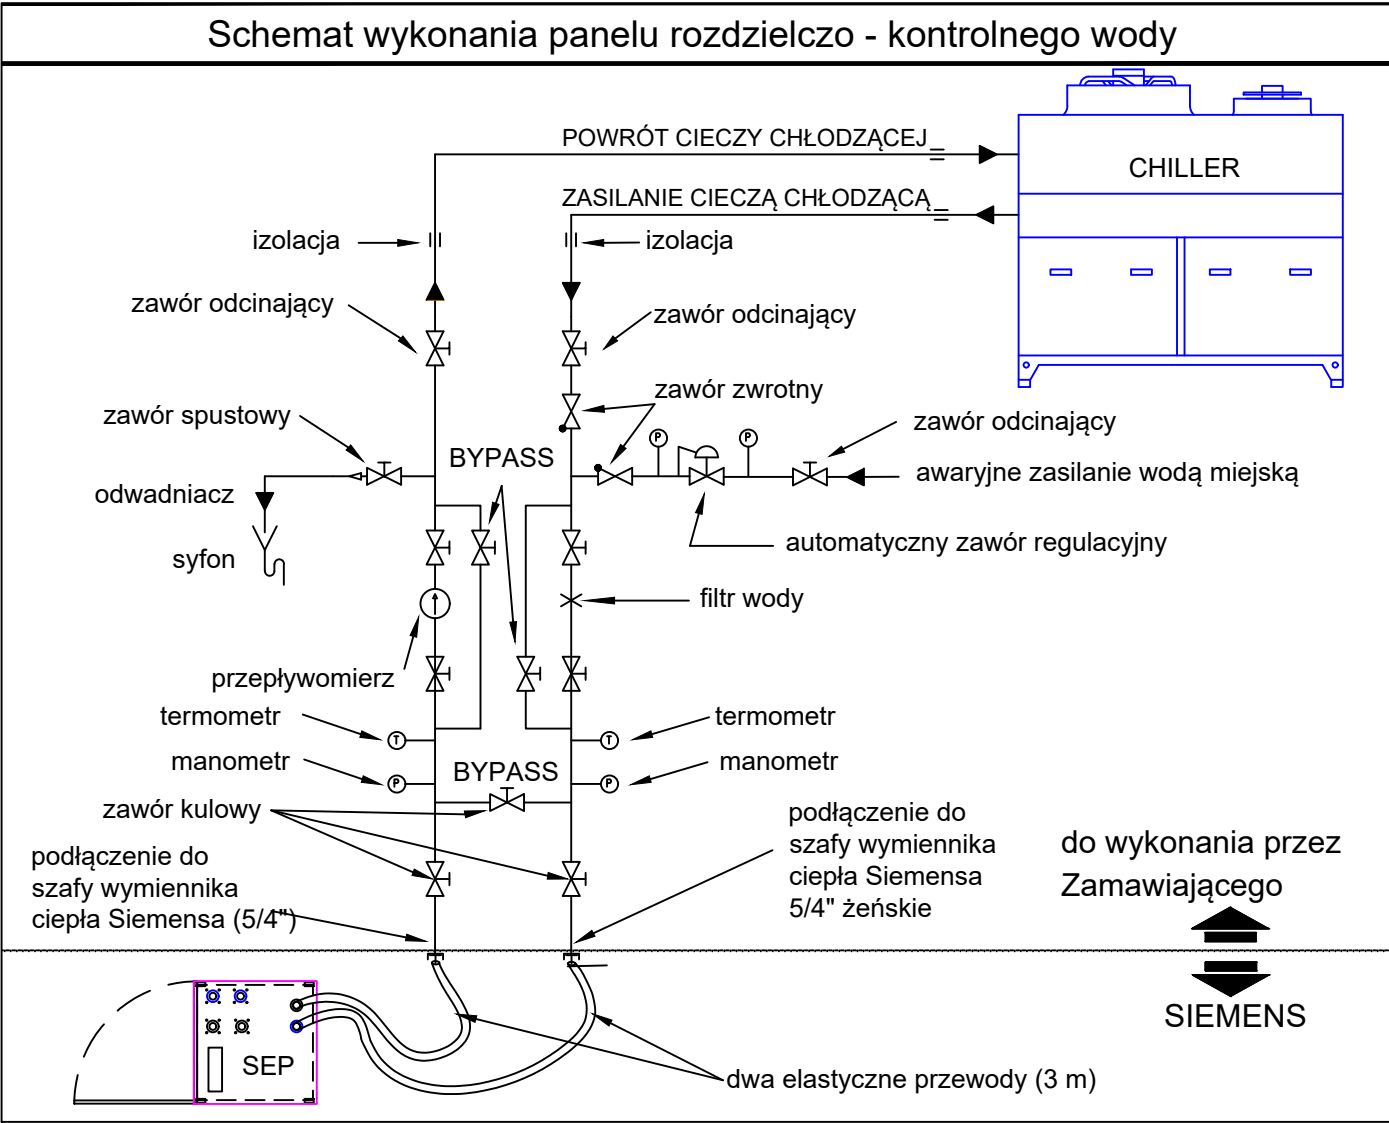 Schemat wykonania panelu rozdzielczo - kontrolnego wody
POWRÓT CIECZY CHŁODZĄCEJ
CHILLER
ZASILANIE CIECZĄ CHŁODZĄCĄ
izolacja
izolacja
zawór odcinający
zawór odcinający
zawór zwrotny
zawór spustowy
zawór odcinający
BYPASS
P
P
awaryjne zasilanie wodą miejską
odwadniacz
automatyczny zawór regulacyjny
syfon
filtr wody
przepływomierz
termometr
T
T
termometr
manometr
P
P
manometr
BYPASS
zawór kulowy
podłączenie do
szafy wymiennika
ciepła Siemensa
5/4" żeńskie
podłączenie do
szafy wymiennika
ciepła Siemensa (5/4")
do wykonania przez
Zamawiającego
SIEMENS
SEP
dwa elastyczne przewody (3 m)